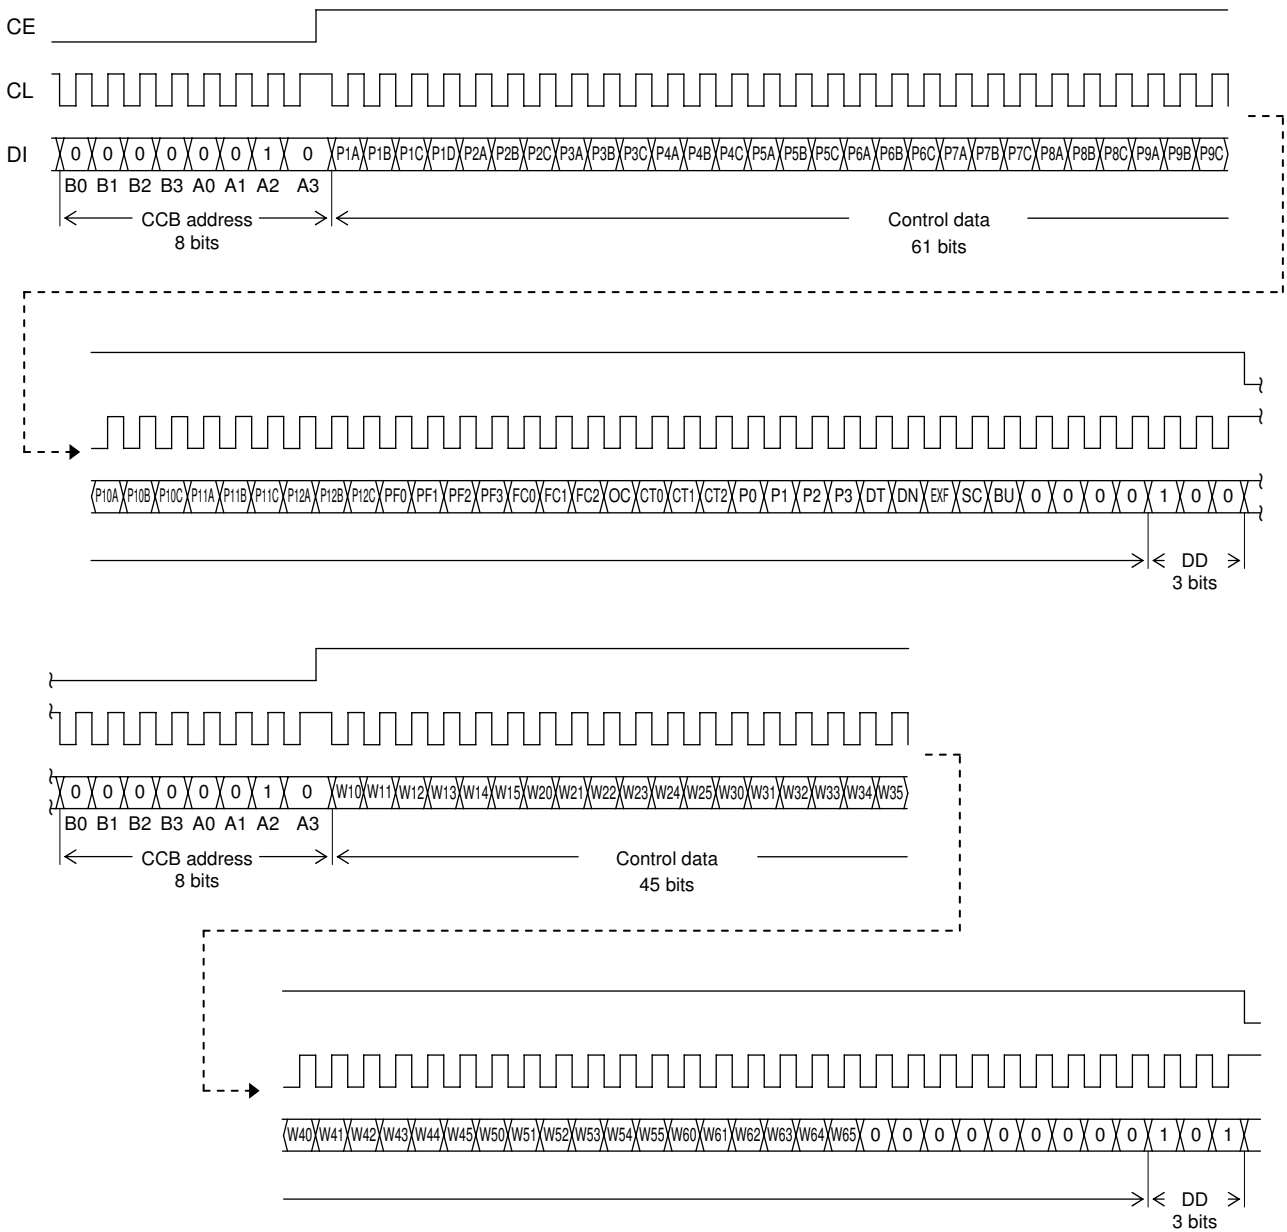 CE
CL
DI 0 0 0 0 0 0 1 0 P1A P1B P1C P1D P2A P2B P2C P3A P3B P3C P4A P4B P4C P5A P5B P5C P6A P6B P6C P7A P7B P7C P8A P8B P8C P9A P9B P9C
B0 B1 B2 B3 A0 A1 A2 A3
CCB address Control data
8 bits 61 bits
P10A P10B P10C P11A P11B P11C P12A P12B P12C PF0 PF1 PF2 PF3 FC0 FC1 FC2 OC CT0 CT1 CT2 P0 P1 P2 P3 DT DN EXF SC BU 0 0 0 0 1 0 0
DD
3 bits
0 0 0 0 0 0 1 0 W10 W11 W12 W13 W14 W15 W20 W21 W22 W23 W24 W25 W30 W31 W32 W33 W34 W35
B0 B1 B2 B3 A0 A1 A2 A3
CCB address Control data
8 bits 45 bits
W40 W41 W42 W43 W44 W45 W50 W51 W52 W53 W54 W55 W60 W61 W62 W63 W64 W65 0 0 0 0 0 0 0 0 0 1 0 1
DD
3 bits